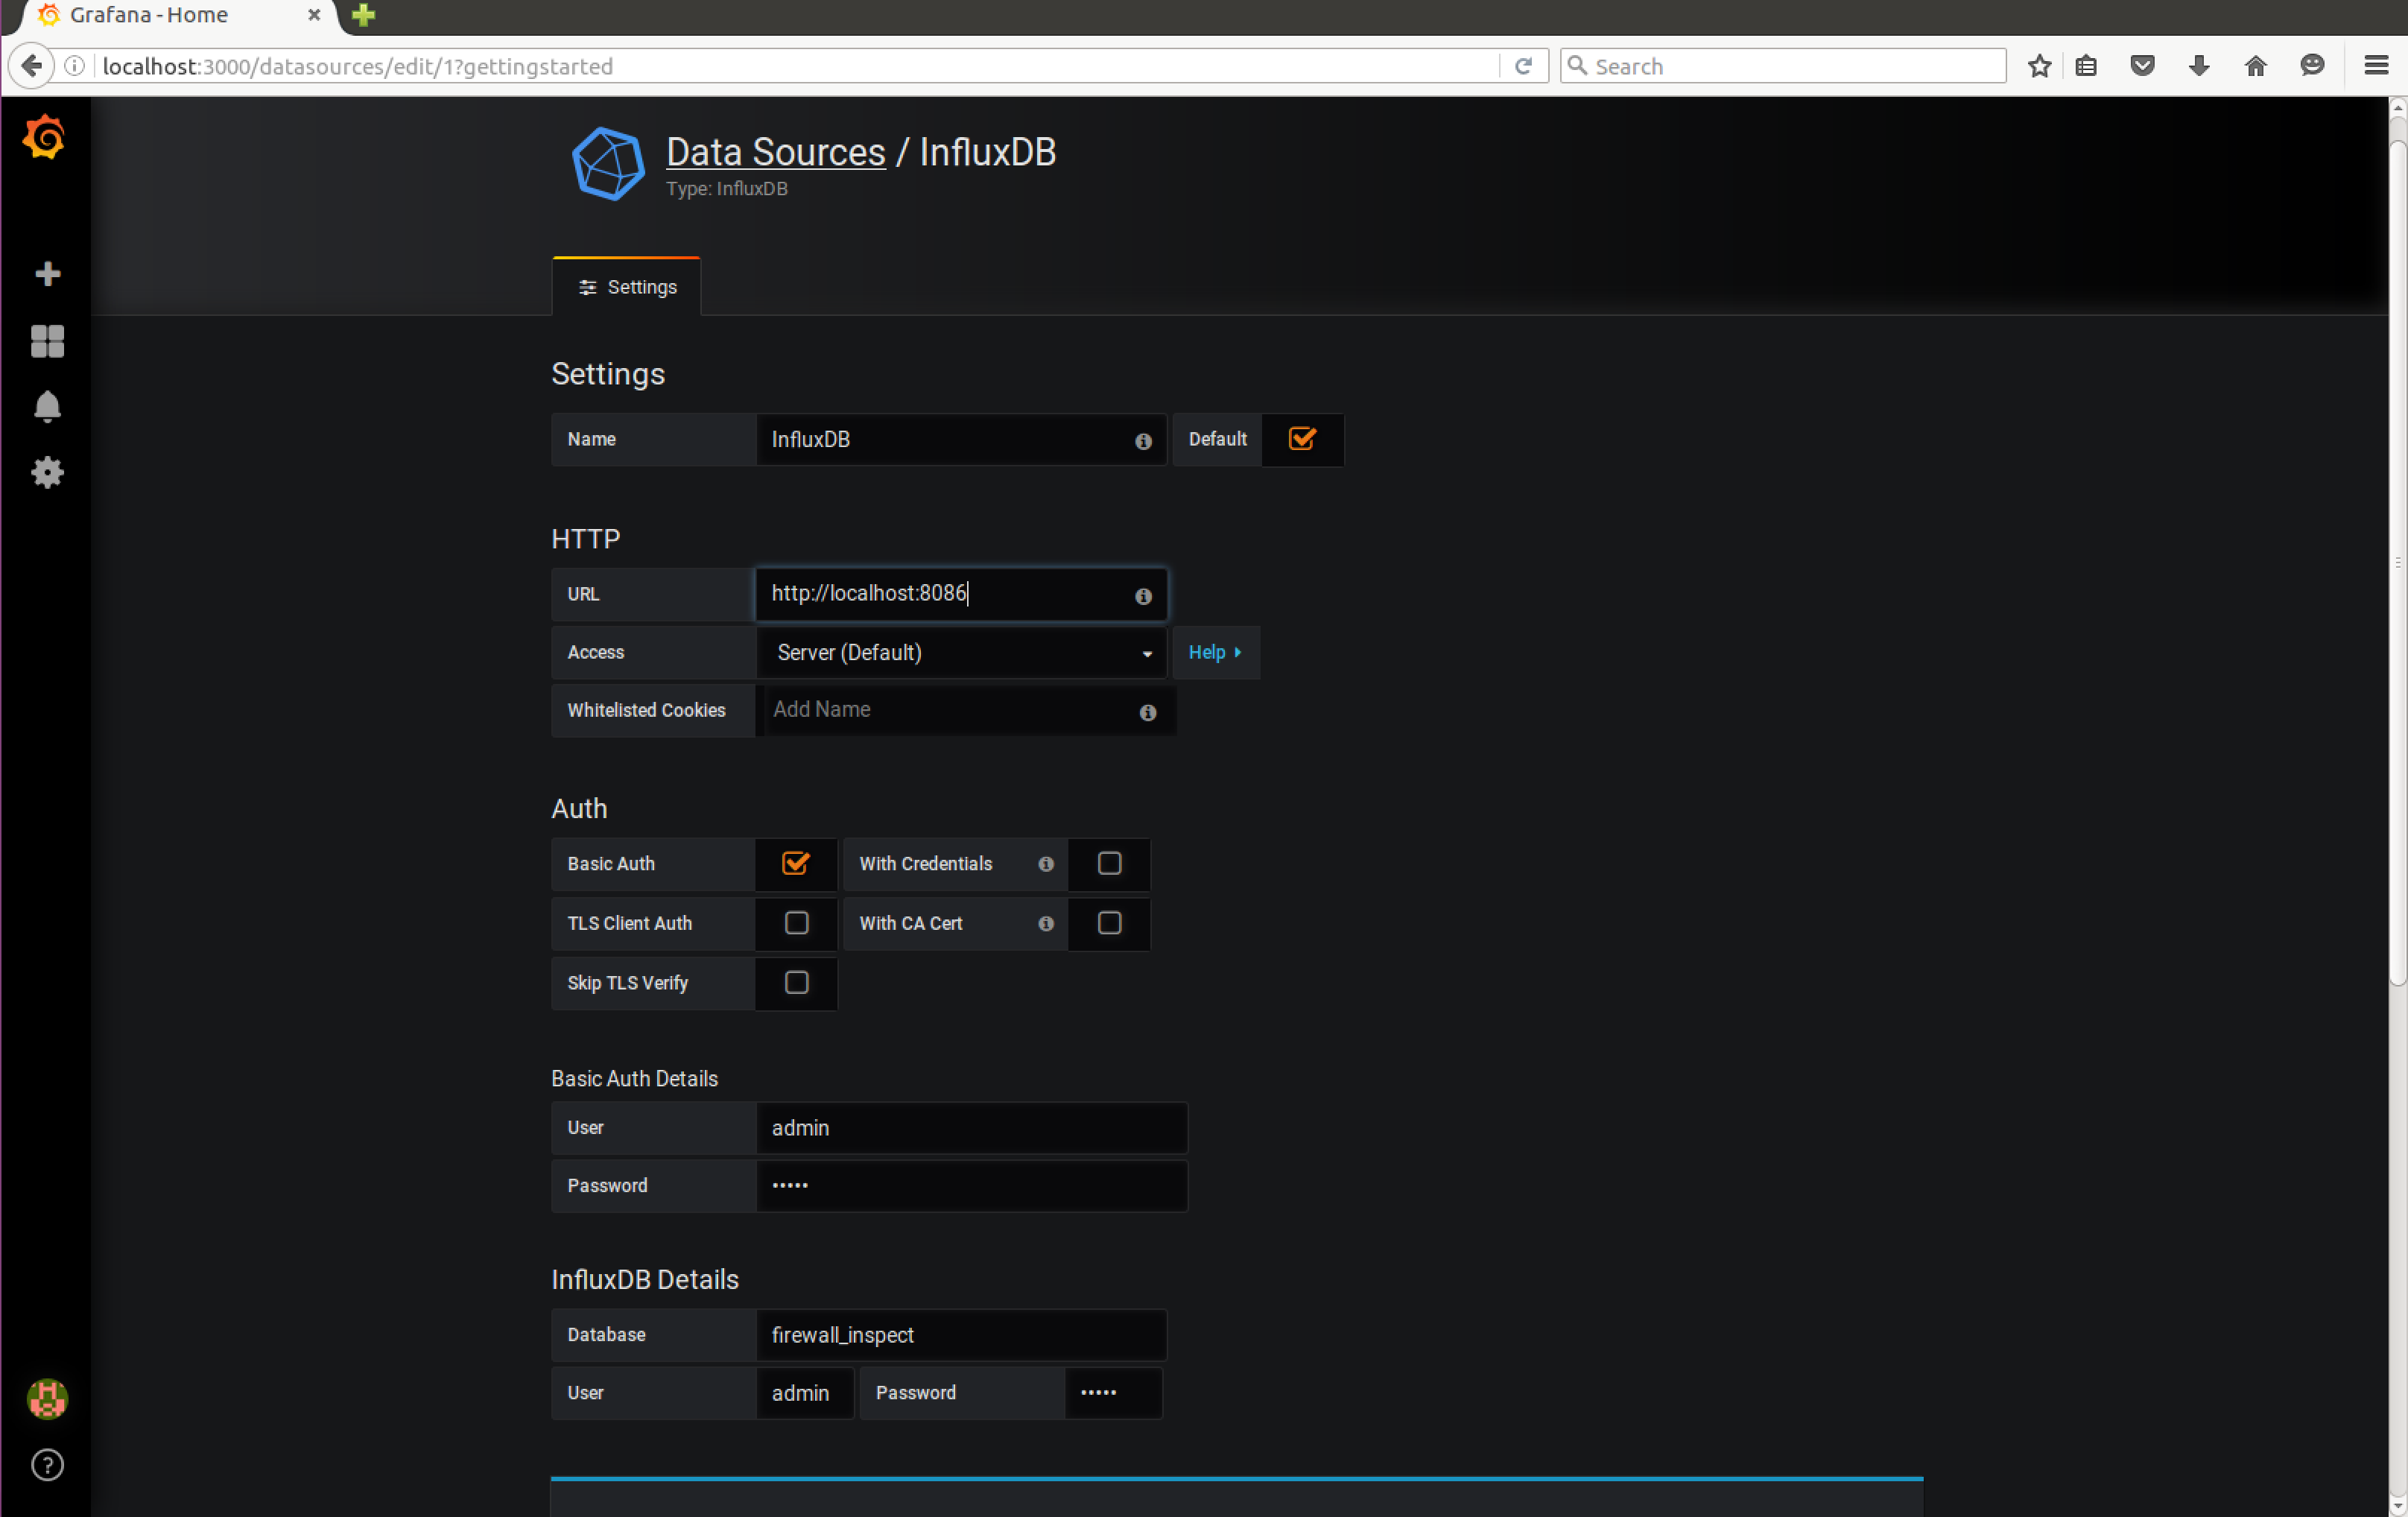 Grafana - Home
localhost:3000/datasources/edit/1?gettingstarted
Search
Data Sources / InfluxDB
Type: InfluxDB
Settings
Settings
Name InfluxDB Default
HTTP
URL http://localhost:8086
Access Server (Default) Help
Whitelisted Cookies Add Name
Auth
Basic Auth With Credentials
TLS Client Auth With CA Cert
Skip TLS Verify
Basic Auth Details
User admin
Password •••••
InfluxDB Details
Database firewall_inspect
User admin Password •••••